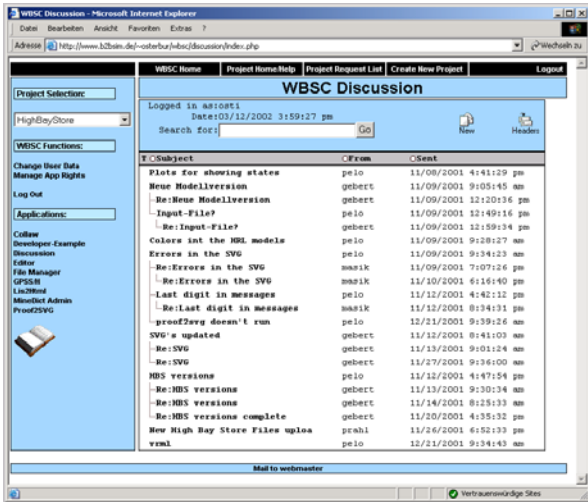 WBSC Discussion - Microsoft Internet Explorer
Datei Bearbeiten Ansicht Favoriten Extras ?
Adresse http://www.b2bsim.de/~osterbur/wbsc/discussion/index.php Wechseln zu
WBSC Home Project Home/Help Project Request List Create New Project Logout
Project Selection:
HighBayStore
WBSC Functions:
Change User Data
Manage App Rights
Log Out
Applications:
Collaw
Developer-Example
Discussion
Editor
File Manager
GPSS/H
Lis2Html
MineDict Admin
Proof2SVG
WBSC Discussion
Logged in as:osti
Date:03/12/2002 3:59:27 pm
Search for: Go
New Headers
T Subject From Sent
Plots for showing states pelo 11/08/2001 4:41:29 pm
Neue Modellversion gebert 11/09/2001 9:05:45 am
Re:Neue Modellversion gebert 11/09/2001 12:20:36 pm
Input-File? pelo 11/09/2001 12:49:16 pm
Re:Input-File? gebert 11/09/2001 12:59:34 pm
Colors int the HRL models pelo 11/09/2001 9:28:27 am
Errors in the SVG pelo 11/09/2001 9:34:23 am
Re:Errors in the SVG masik 11/09/2001 7:07:26 pm
Re:Errors in the SVG masik 11/10/2001 6:16:40 pm
Last digit in messages pelo 11/12/2001 4:42:12 pm
Re:Last digit in messages masik 11/12/2001 8:34:31 pm
proof2svg doesn't run pelo 12/21/2001 9:39:26 am
SVG's updated gebert 11/12/2001 8:41:03 am
Re:SVG gebert 11/13/2001 9:01:24 am
Re:SVG gebert 11/27/2001 9:36:00 am
HBS versions pelo 11/12/2001 4:47:54 pm
Re:HBS versions gebert 11/13/2001 9:30:34 am
Re:HBS versions gebert 11/14/2001 8:25:33 am
Re:HBS versions complete gebert 11/20/2001 4:35:32 pm
New High Bay Store Files uploa prahl 11/26/2001 6:52:33 pm
vrml pelo 12/21/2001 9:34:43 am
Mail to webmaster
Vertrauenswürdige Sites